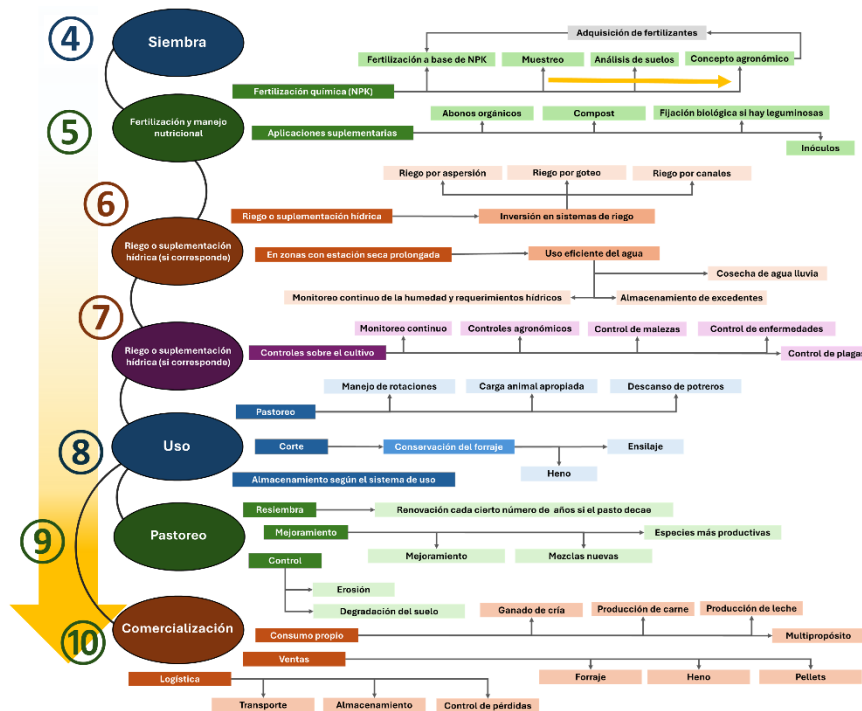 4
Siembra
Adquisición de fertilizantes
Fertilización a base de NPK
Muestreo
Análisis de suelos
Concepto agronómico
Fertilización química (NPK)
5
Fertilización y manejo
nutricional
Abonos orgánicos
Compost
Fijación biológica si hay leguminosas
Aplicaciones suplementarias
Inóculos
6
Riego por aspersión
Riego por goteo
Riego por canales
Riego o suplementación hídrica
Inversión en sistemas de riego
Riego o suplementación
hídrica (si corresponde)
En zonas con estación seca prolongada
Uso eficiente del agua
Cosecha de agua lluvia
Monitoreo continuo de la humedad y requerimientos hídricos
Almacenamiento de excedentes
7
Riego o suplementación
hídrica (si corresponde)
Monitoreo continuo
Controles agronómicos
Control de malezas
Control de enfermedades
Controles sobre el cultivo
Control de plagas
Manejo de rotaciones
Carga animal apropiada
Descanso de potreros
Pastoreo
8
Uso
Corte
Conservación del forraje
Ensilaje
Heno
Almacenamiento según el sistema de uso
9
Pastoreo
Resiembra
Renovación cada cierto número de años si el pasto decae
Mejoramiento
Especies más productivas
Mejoramiento
Mezclas nuevas
Control
Erosión
Degradación del suelo
10
Comercialización
Ganado de cría
Producción de carne
Producción de leche
Consumo propio
Multipropósito
Ventas
Forraje
Heno
Pellets
Logística
Transporte
Almacenamiento
Control de pérdidas